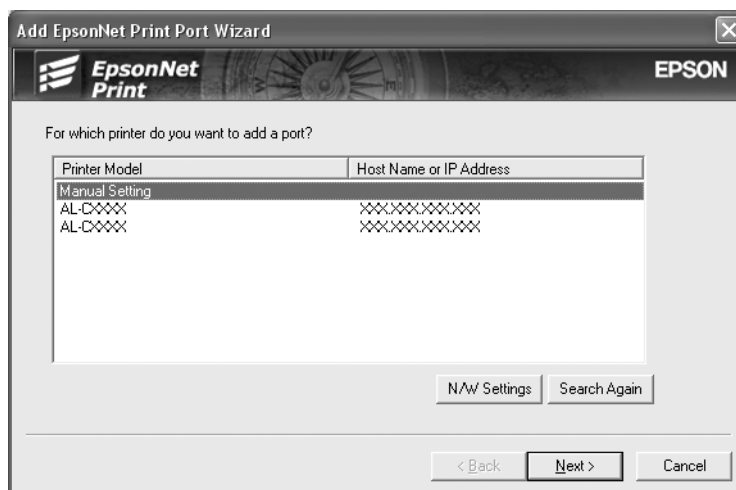 Add EpsonNet Print Port Wizard
EpsonNet
Print
EPSON
For which printer do you want to add a port?
Printer Model Host Name or IP Address
Manual Setting
AL-CXXXX XXX.XXX.XXX.XXX
AL-CXXXX XXX.XXX.XXX.XXX
N/W Settings Search Again
< Back Next > Cancel